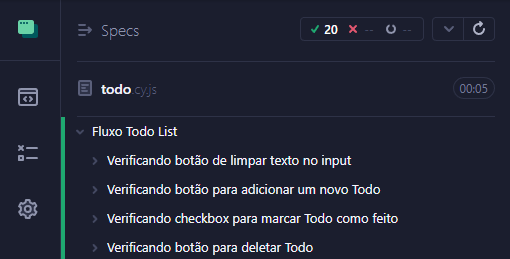 Specs
20 -- --
todo.cy.js 00:05
Fluxo Todo List
Verificando botão de limpar texto no input
Verificando botão para adicionar um novo Todo
Verificando checkbox para marcar Todo como feito
Verificando botão para deletar Todo